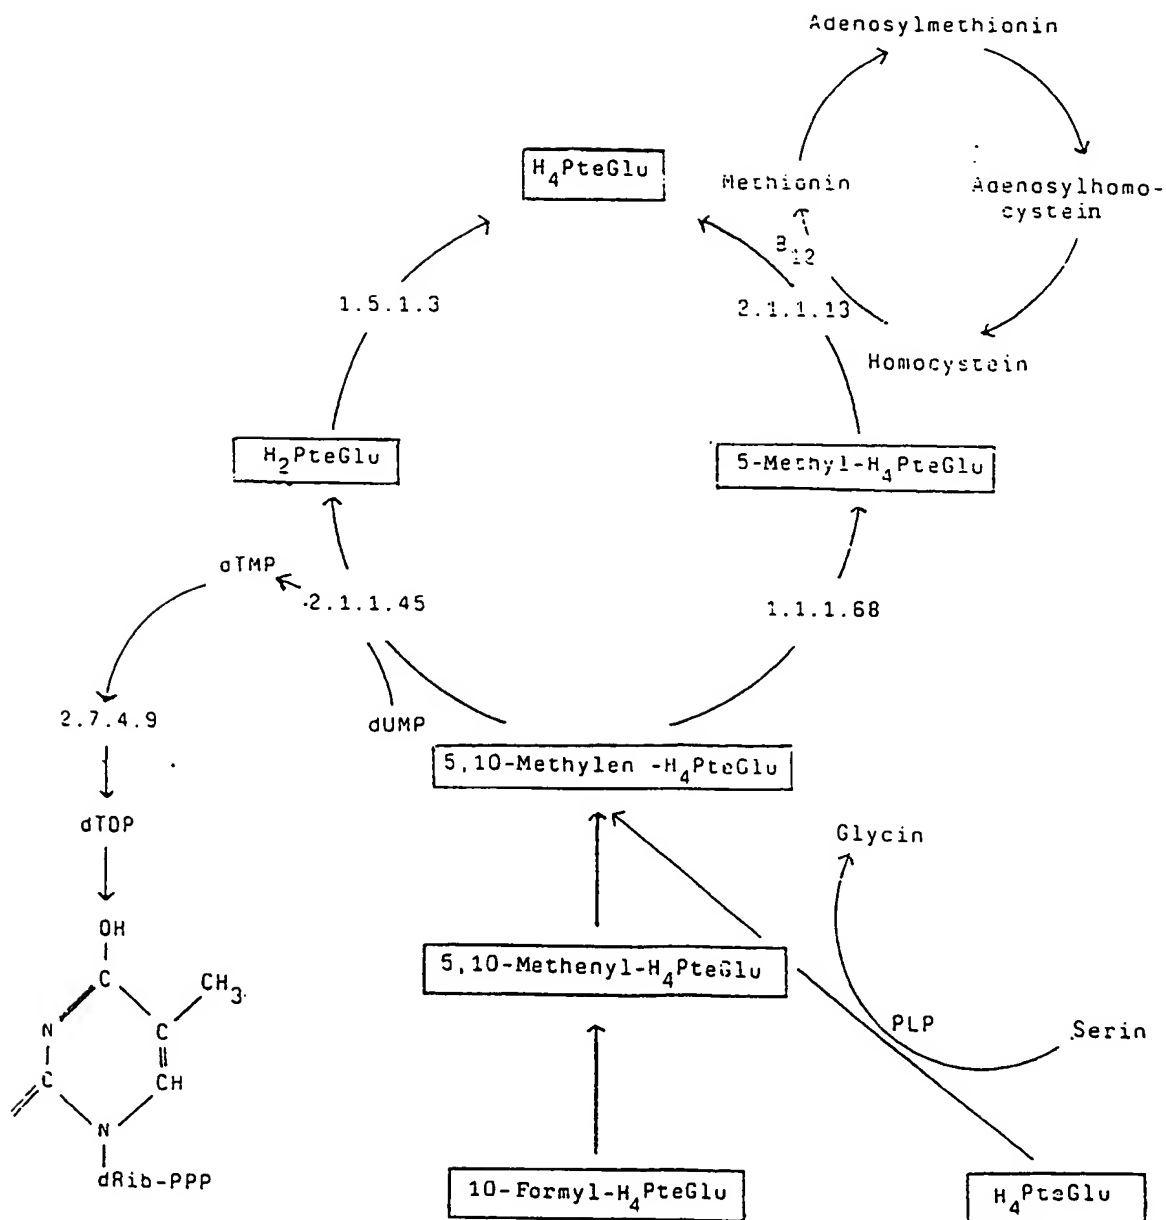 Adenosylmethionin
H4PteGlu
Methionin
Adenosylhomo-
cystein
B12
1.5.1.3
2.1.1.13
Homocystein
H2PteGlu
5-Methyl-H4PteGlu
dTMP
2.1.1.45
1.1.1.68
2.7.4.9
dUMP
5,10-Methylen -H4PteGlu
dTDP
Glycin
OH
5,10-Methenyl-H4PteGlu
C
CH3
N
C
PLP
Serin
C
CH
N
dRib-PPP
10-Formyl-H4PteGlu
H4PteGlu